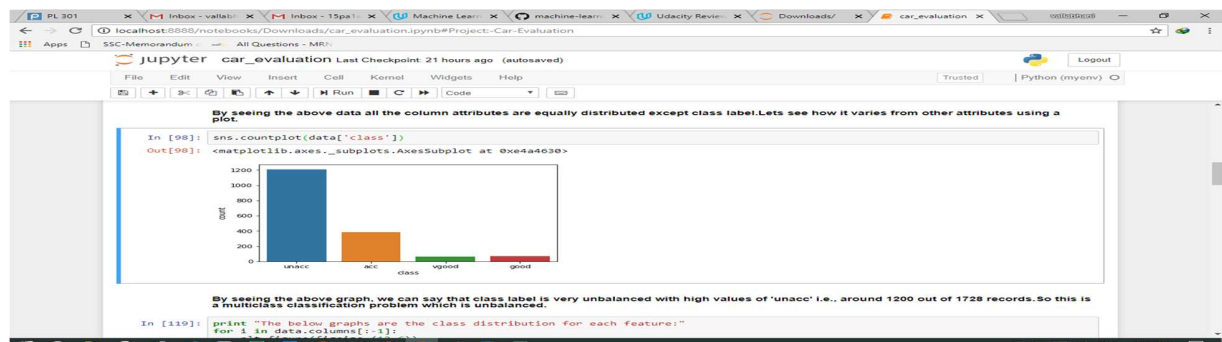 PL 301
Inbox - vallabh
Inbox - 15pa1
Machine Learn
machine-learn
Udacity Review
Downloads/
car_evaluation
localhost:8888/notebooks/Downloads/car_evaluation.ipynb#Project:-Car-Evaluation
Apps
SSC-Memorandum
All Questions - MRN
jupyter car_evaluation Last Checkpoint: 21 hours ago (autosaved)
Logout
File Edit View Insert Cell Kernel Widgets Help
Trusted
Python (myenv)
Run
Code
By seeing the above data all the column attributes are equally distributed except class label.Lets see how it varies from other attributes using a
plot.
In [98]: sns.countplot(data['class'])
Out[98]: <matplotlib.axes._subplots.AxesSubplot at 0xe4a4630>
1200
1000
800
600
400
200
0
count
unacc acc vgood good
class
By seeing the above graph, we can say that class label is very unbalanced with high values of 'unacc' i.e., around 1200 out of 1728 records.So this is
a multiclass classification problem which is unbalanced.
In [119]: print "The below graphs are the class distribution for each feature:"
for i in data.columns[:-1]: